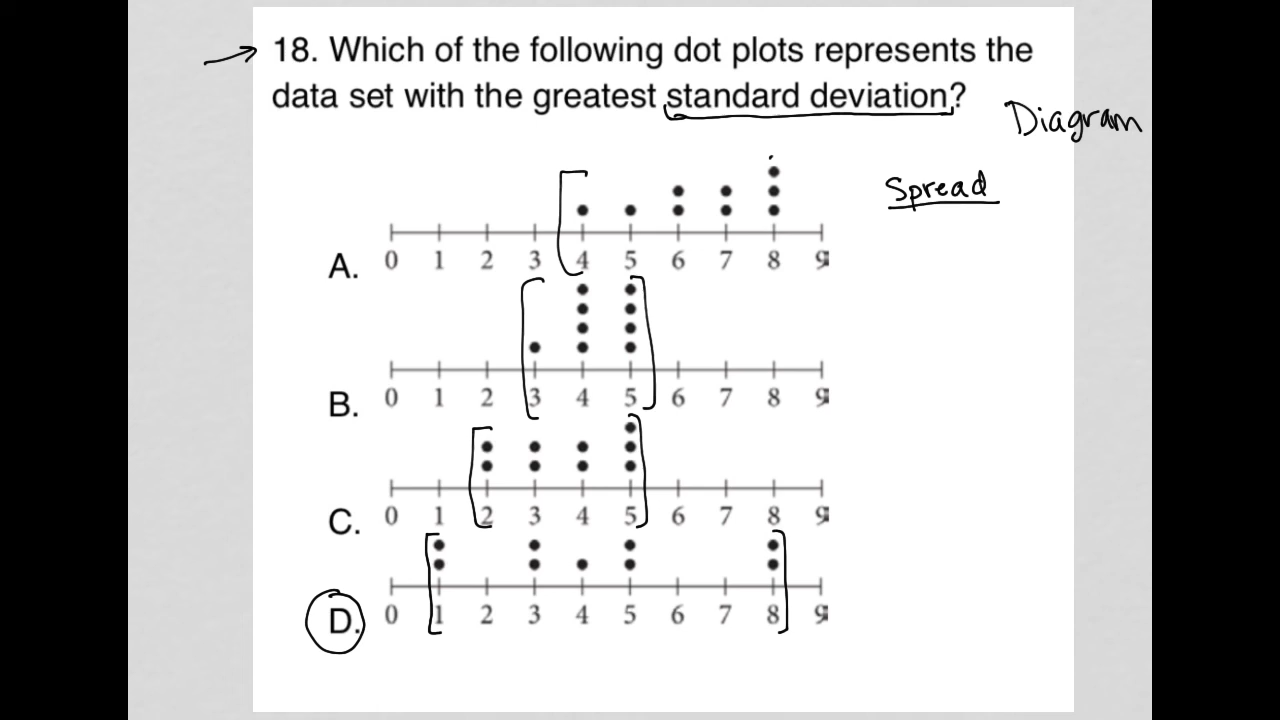 18. Which of the following dot plots represents the
data set with the greatest standard deviation?
Diagram
Spread
A. 0 1 2 3 4 5 6 7 8 9
B. 0 1 2 3 4 5 6 7 8 9
C. 0 1 2 3 4 5 6 7 8 9
D. 0 1 2 3 4 5 6 7 8 9